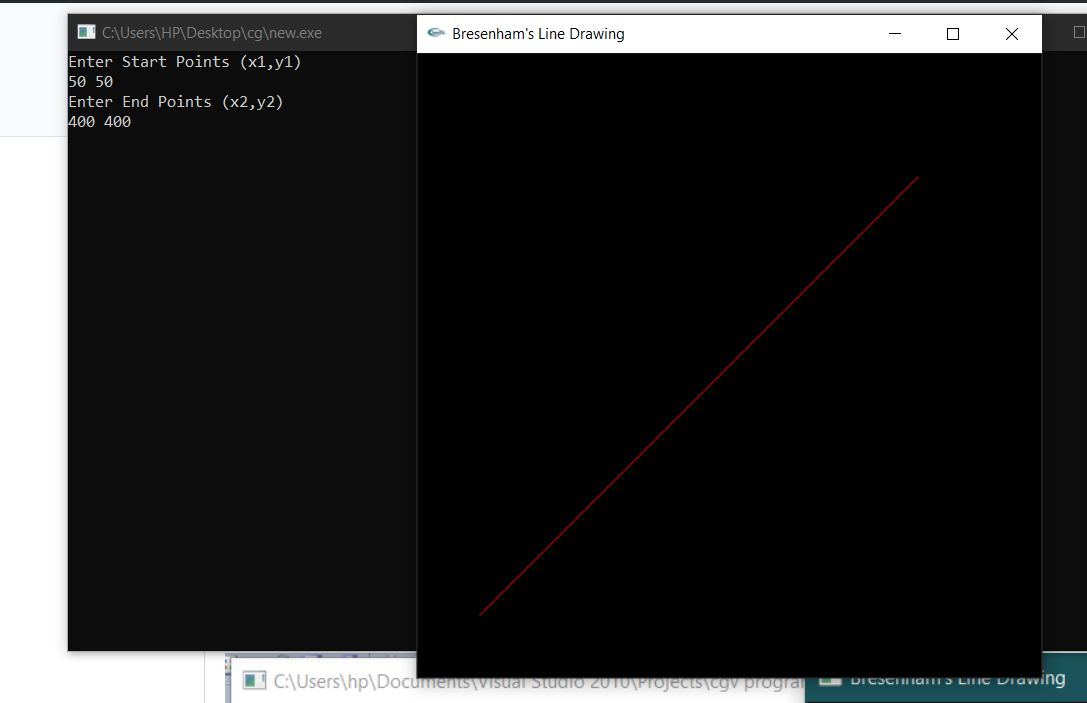 C:\Users\HP\Desktop\cg\new.exe
Bresenham's Line Drawing
Enter Start Points (x1,y1)
50 50
Enter End Points (x2,y2)
400 400
C:\Users\hp\Documents\Visual Studio 2010\Projects\cgv
Bresenham's Line Drawing